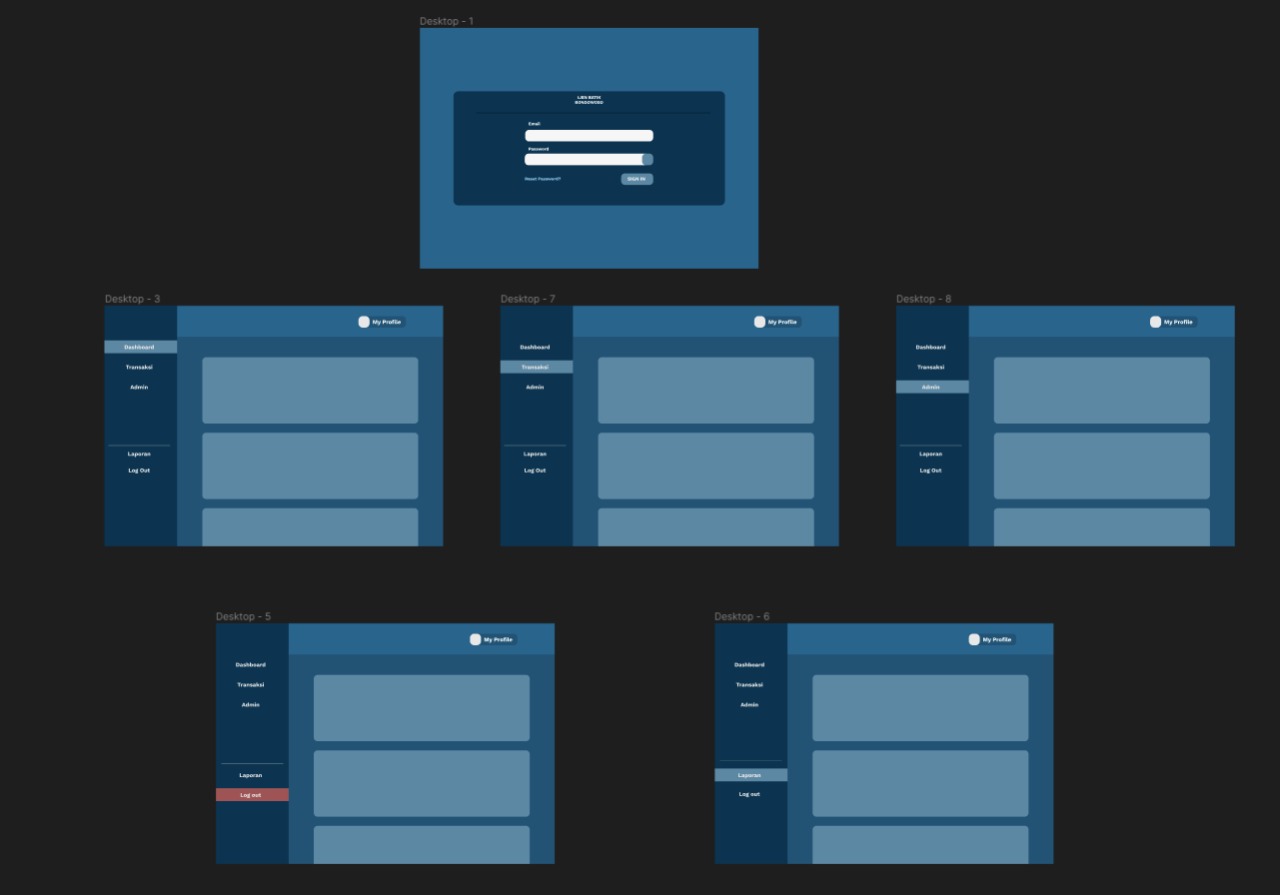 Desktop - 1
Email
Password
Reset Password?
SIGN IN
Desktop - 3
My Profile
Dashboard
Transaksi
Admin
Laporan
Log Out
Desktop - 7
My Profile
Dashboard
Transaksi
Admin
Laporan
Log Out
Desktop - 8
My Profile
Dashboard
Transaksi
Admin
Laporan
Log Out
Desktop - 5
My Profile
Dashboard
Transaksi
Admin
Laporan
Log out
Desktop - 6
My Profile
Dashboard
Transaksi
Admin
Laporan
Log out